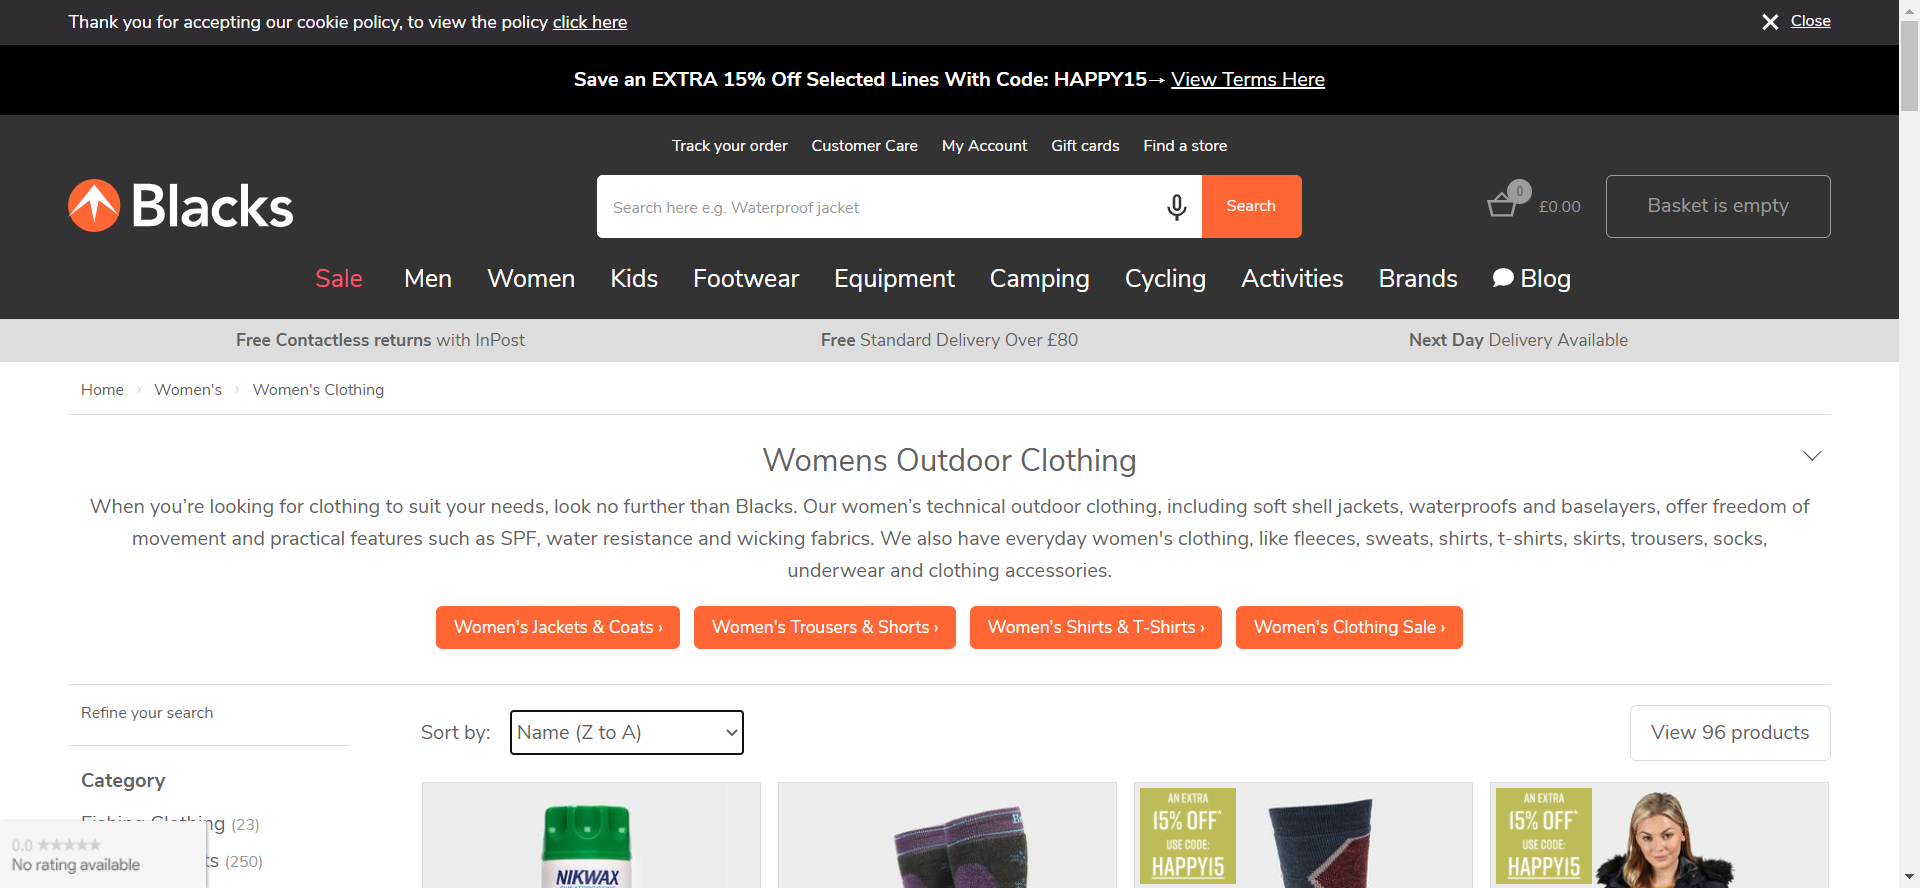 Thank you for accepting our cookie policy, to view the policy click here
Close
Save an EXTRA 15% Off Selected Lines With Code: HAPPY15→ View Terms Here
Track your order Customer Care My Account Gift cards Find a store
Blacks
Search here e.g. Waterproof jacket
Search
0
£0.00
Basket is empty
Sale Men Women Kids Footwear Equipment Camping Cycling Activities Brands Blog
Free Contactless returns with InPost
Free Standard Delivery Over £80
Next Day Delivery Available
Home › Women's › Women's Clothing
Womens Outdoor Clothing
When you’re looking for clothing to suit your needs, look no further than Blacks. Our women’s technical outdoor clothing, including soft shell jackets, waterproofs and baselayers, offer freedom of
movement and practical features such as SPF, water resistance and wicking fabrics. We also have everyday women's clothing, like fleeces, sweats, shirts, t-shirts, skirts, trousers, socks,
underwear and clothing accessories.
Women's Jackets & Coats ›
Women's Trousers & Shorts ›
Women's Shirts & T-Shirts ›
Women's Clothing Sale ›
Refine your search
Sort by: Name (Z to A)
View 96 products
Category
Fishing Clothing (23)
ts (250)
0.0 ★★★★★
No rating available
NIKWAX
AN EXTRA
15% OFF*
USE CODE:
HAPPY15
AN EXTRA
15% OFF*
USE CODE:
HAPPY15